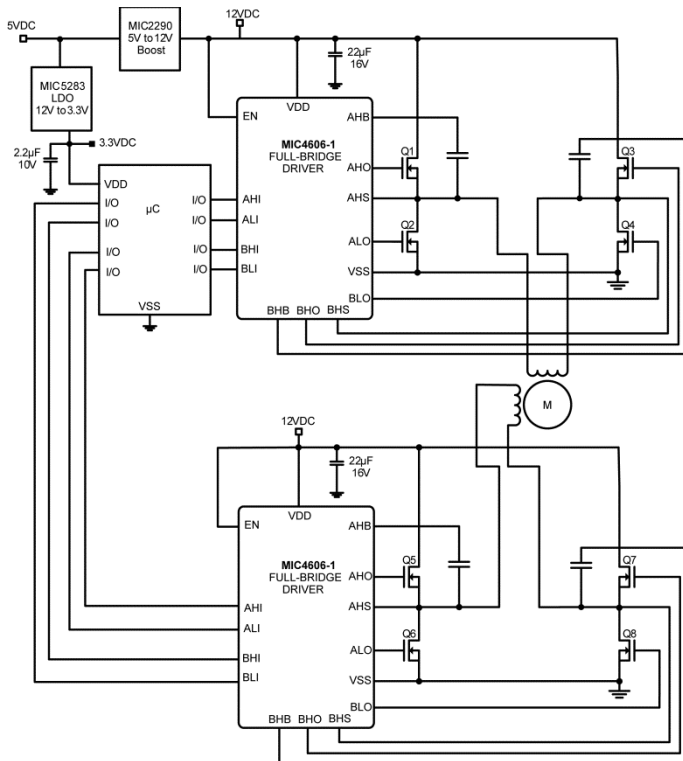 5VDC
MIC2290
5V to 12V
Boost
12VDC
22µF
16V
MIC5283
LDO
12V to 3.3V
3.3VDC
2.2µF
10V
VDD
I/O
I/O
I/O
I/O
µC
I/O
I/O
I/O
I/O
VSS
EN
VDD
MIC4606-1
FULL-BRIDGE
DRIVER
AHI
ALI
BHI
BLI
AHB
AHO
AHS
ALO
VSS
BLO
BHB
BHO
BHS
Q1
Q2
Q3
Q4
M
12VDC
22µF
16V
EN
VDD
MIC4606-1
FULL-BRIDGE
DRIVER
AHI
ALI
BHI
BLI
AHB
AHO
AHS
ALO
VSS
BLO
BHB
BHO
BHS
Q5
Q6
Q7
Q8